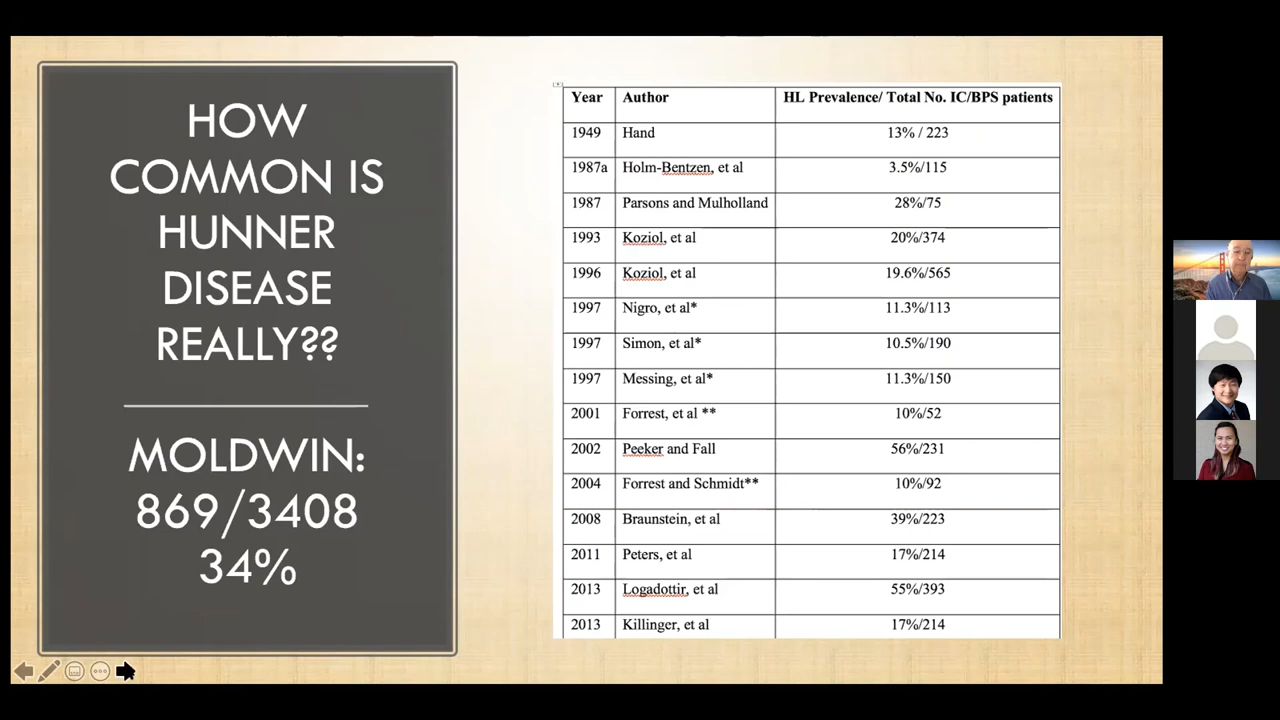 HOW
COMMON IS
HUNNER
DISEASE
REALLY??
MOLDWIN:
869/3408
34%
Year Author HL Prevalence/ Total No. IC/BPS patients
1949 Hand 13% / 223
1987a Holm-Bentzen, et al 3.5%/115
1987 Parsons and Mulholland 28%/75
1993 Koziol, et al 20%/374
1996 Koziol, et al 19.6%/565
1997 Nigro, et al* 11.3%/113
1997 Simon, et al* 10.5%/190
1997 Messing, et al* 11.3%/150
2001 Forrest, et al ** 10%/52
2002 Peeker and Fall 56%/231
2004 Forrest and Schmidt** 10%/92
2008 Braunstein, et al 39%/223
2011 Peters, et al 17%/214
2013 Logadottir, et al 55%/393
2013 Killinger, et al 17%/214